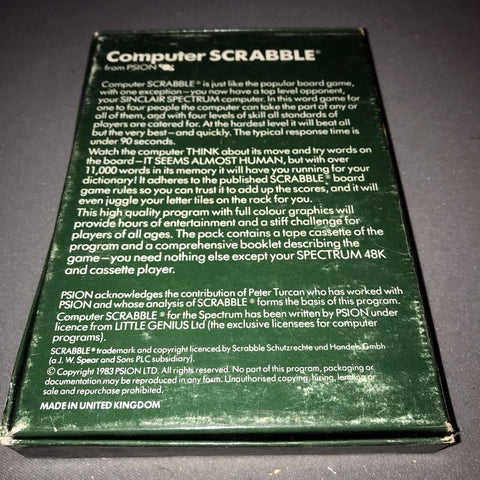 Computer SCRABBLE®
from PSION
Computer SCRABBLE® is just like the popular board game,
with one exception – you now have a top level opponent,
your SINCLAIR SPECTRUM computer. In this word game for
one to four people the computer can take the part of any or
all of them, and with four levels of skill all standards of
players are catered for. At the hardest level it will beat all
but the very best – and quickly. The typical response time is
under 90 seconds.
Watch the computer THINK about its move and try words on
the board – IT SEEMS ALMOST HUMAN, but with over
11,000 words in its memory it will have you running for your
dictionary! It adheres to the published SCRABBLE® board
game rules so you can trust it to add up the scores, and it will
even juggle your letter tiles on the rack for you.
This high quality program with full colour graphics will
provide hours of entertainment and a stiff challenge for
players of all ages. The pack contains a tape cassette of the
program and a comprehensive booklet describing the
game – you need nothing else except your SPECTRUM 48K
and cassette player.
PSION acknowledges the contribution of Peter Turcan who has worked with
PSION and whose analysis of SCRABBLE® forms the basis of this program.
Computer SCRABBLE® for the Spectrum has been written by PSION under
licence from LITTLE GENIUS Ltd (the exclusive licensees for computer
programs).
SCRABBLE® trademark and copyright licenced by Scrabble Schutzrechte und Handels Gmbh
(a J. W. Spear and Sons PLC subsidiary).
© Copyright 1983 PSION LTD. All rights reserved. No part of this program, packaging or
documentation may be reproduced in any form. Unauthorised copying, hiring, lending or
sale and repurchase prohibited.
MADE IN UNITED KINGDOM